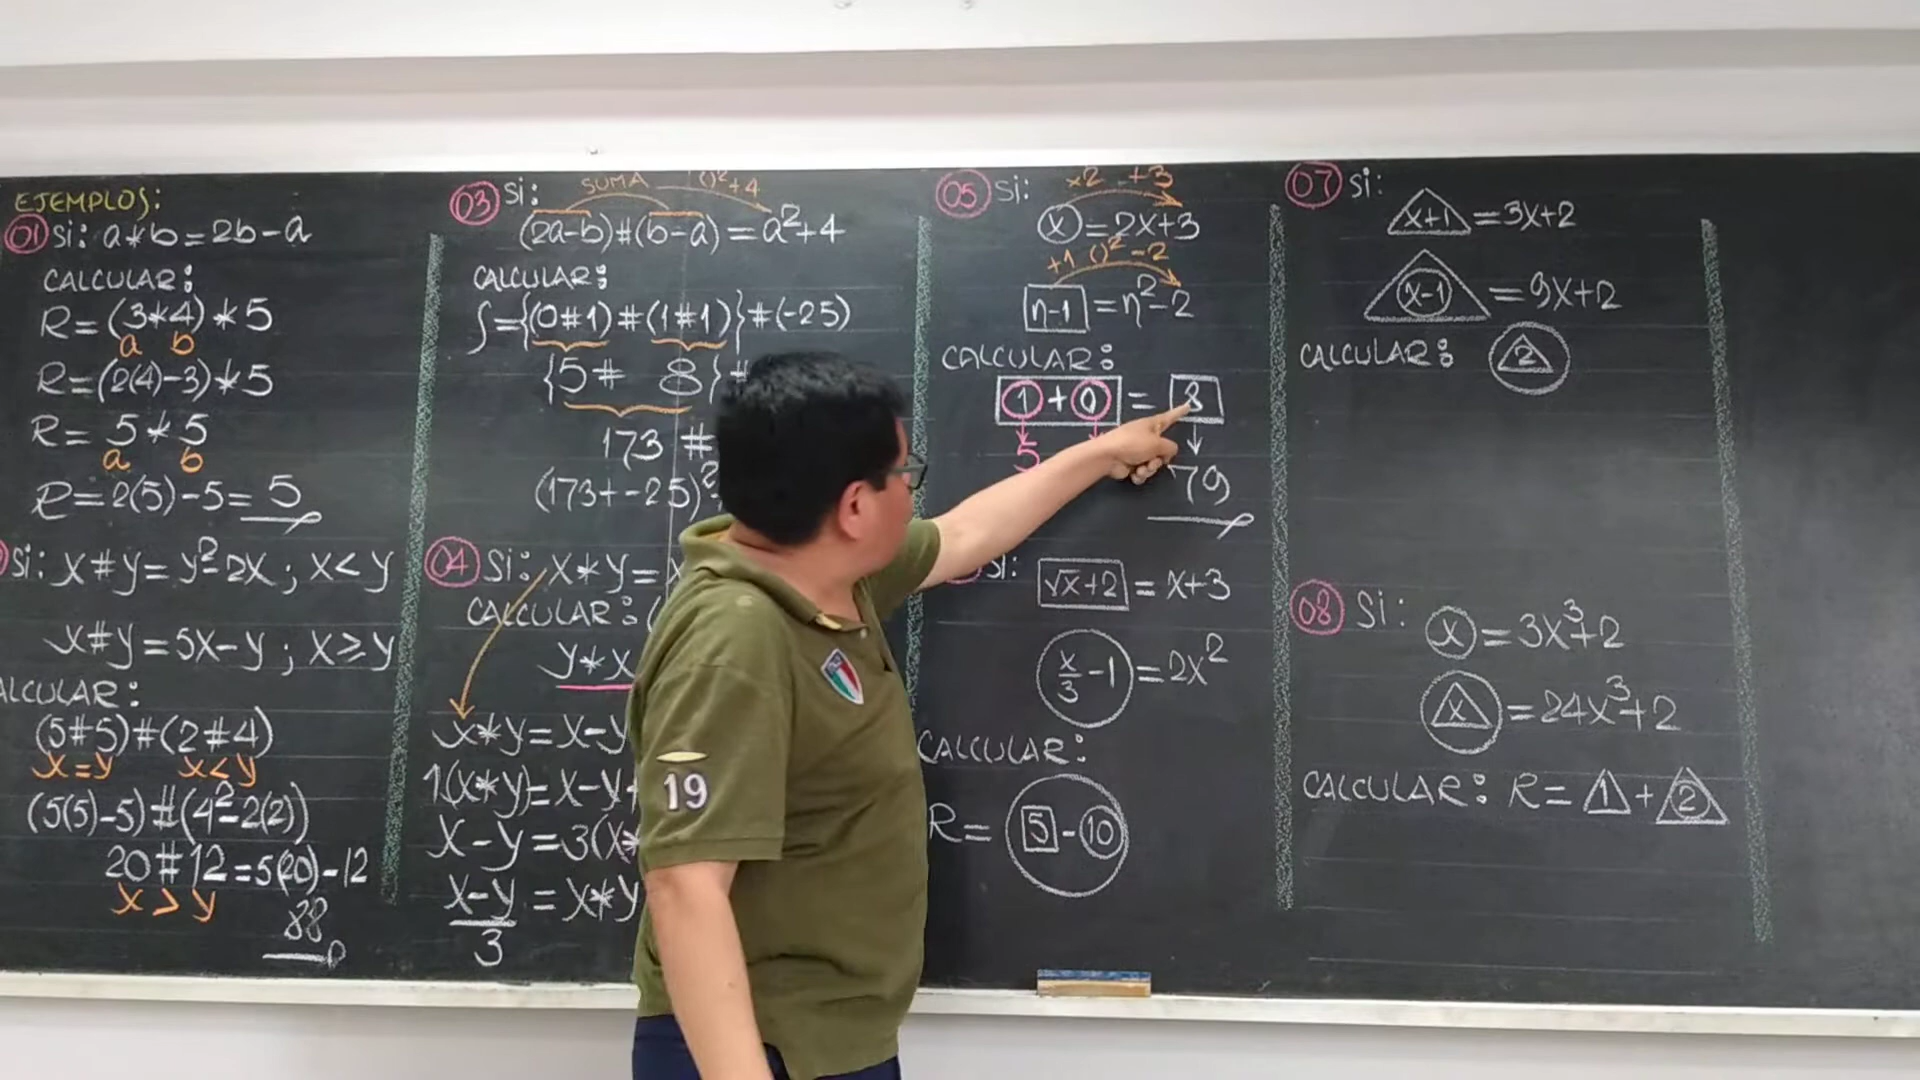 EJEMPLOS:
01 Si: a*b=2b-a
CALCULAR:
R=(3*4)*5
a b
R=(2(4)-3)*5
R= 5*5
a b
R=2(5)-5=5
Si: x#y=y²-2x; x<y
x#y=5x-y; x≥y
ALCULAR:
(5#5)#(2#4)
x=y x<y
(5(5)-5)#(4²-2(2))
20#12=5(20)-12
x>y
88
03 Si: SUMA ()²+4
(2a-b)#(b-a)=a²+4
CALCULAR:
∫={(0#1)#(1#1)}#(-25)
{5# 8}#
173 #
(173+-25)²
04 Si: x*y=
CALCULAR: (
y*x
x*y=x-y
1(x*y)=x-y+
x-y=3(x*
x-y/3 = x*y
05 Si: x2 +3
x=2x+3
+1 ()²-2
n-1=n²-2
CALCULAR:
1+0=8
5
79
Si: √x+2=x+3
x/3-1=2x²
CALCULAR:
R=5-10
07 Si:
x+1=3x+2
x-1=9x+2
CALCULAR: 2
08 Si: x=3x³+2
x=24x³+2
CALCULAR: R=1+2
19